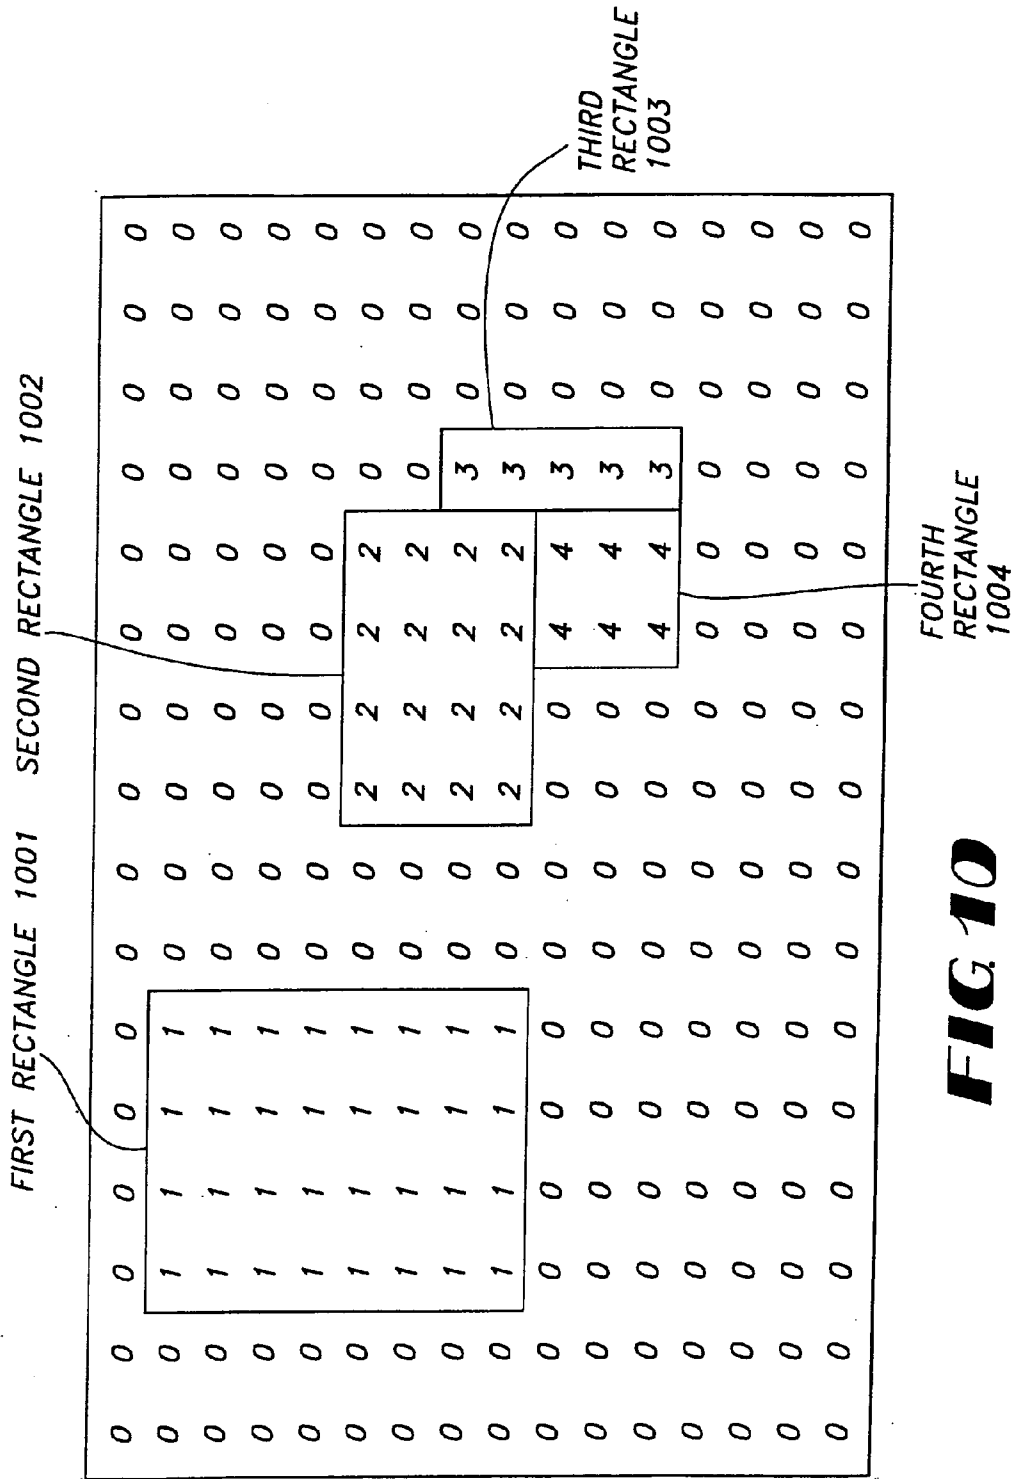 FIRST RECTANGLE 1001 SECOND RECTANGLE 1002
0 0 0 0 0 0 0 0 0 0 0 0 0 0 0 0
0 0 1 1 1 1 0 0 0 0 0 0 0 0 0 0
0 0 1 1 1 1 0 0 0 0 0 0 0 0 0 0
0 0 1 1 1 1 0 0 0 0 0 0 0 0 0 0
0 0 1 1 1 1 0 0 0 0 0 0 0 0 0 0
0 0 1 1 1 1 0 0 2 2 2 2 0 0 0 0
0 0 1 1 1 1 0 0 2 2 2 2 0 0 0 0
0 0 1 1 1 1 0 0 2 2 2 2 3 0 0 0
0 0 1 1 1 1 0 0 2 2 2 2 3 0 0 0
0 0 0 0 0 0 0 0 0 0 4 4 3 0 0 0
0 0 0 0 0 0 0 0 0 0 4 4 3 0 0 0
0 0 0 0 0 0 0 0 0 0 4 4 3 0 0 0
0 0 0 0 0 0 0 0 0 0 0 0 0 0 0 0
0 0 0 0 0 0 0 0 0 0 0 0 0 0 0 0
0 0 0 0 0 0 0 0 0 0 0 0 0 0 0 0
0 0 0 0 0 0 0 0 0 0 0 0 0 0 0 0
THIRD
RECTANGLE
1003
FOURTH
RECTANGLE
1004
FIG. 10